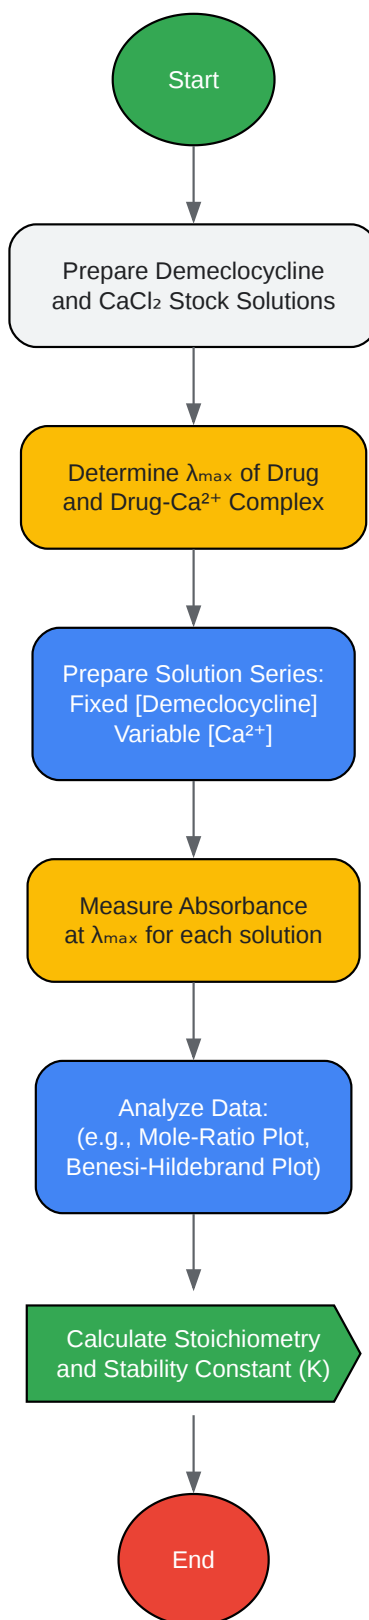 Start
Prepare Demeclocycline
and CaCl₂ Stock Solutions
Determine λₘₐₓ of Drug
and Drug-Ca²⁺ Complex
Prepare Solution Series:
Fixed [Demeclocycline]
Variable [Ca²⁺]
Measure Absorbance
at λₘₐₓ for each solution
Analyze Data:
(e.g., Mole-Ratio Plot,
Benesi-Hildebrand Plot)
Calculate Stoichiometry
and Stability Constant (K)
End